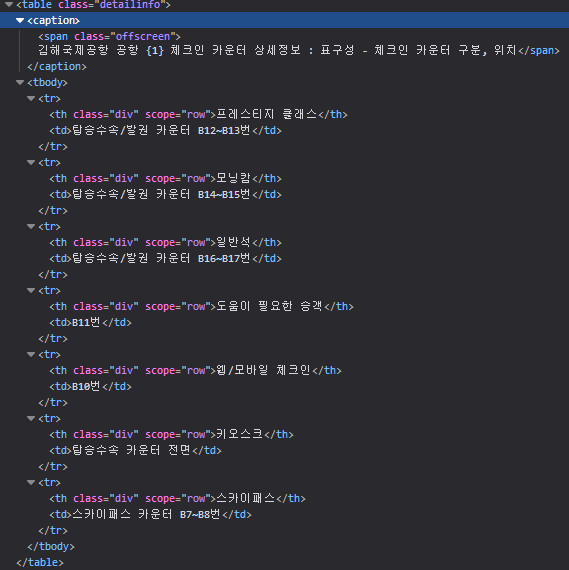 <table class="detailinfo">
<caption>
<span class="offscreen">
김해국제공항 공항 {1} 체크인 카운터 상세정보 : 표구성 - 체크인 카운터 구분, 위치</span>
</caption>
<tbody>
<tr>
<th class="div" scope="row">프레스티지 클래스</th>
<td>탑승수속/발권 카운터 B12~B13번</td>
</tr>
<tr>
<th class="div" scope="row">모닝캄</th>
<td>탑승수속/발권 카운터 B14~B15번</td>
</tr>
<tr>
<th class="div" scope="row">일반석</th>
<td>탑승수속/발권 카운터 B16~B17번</td>
</tr>
<tr>
<th class="div" scope="row">도움이 필요한 승객</th>
<td>B11번</td>
</tr>
<tr>
<th class="div" scope="row">웹/모바일 체크인</th>
<td>B10번</td>
</tr>
<tr>
<th class="div" scope="row">키오스크</th>
<td>탑승수속 카운터 전면</td>
</tr>
<tr>
<th class="div" scope="row">스카이패스</th>
<td>스카이패스 카운터 B7~B8번</td>
</tr>
</tbody>
</table>